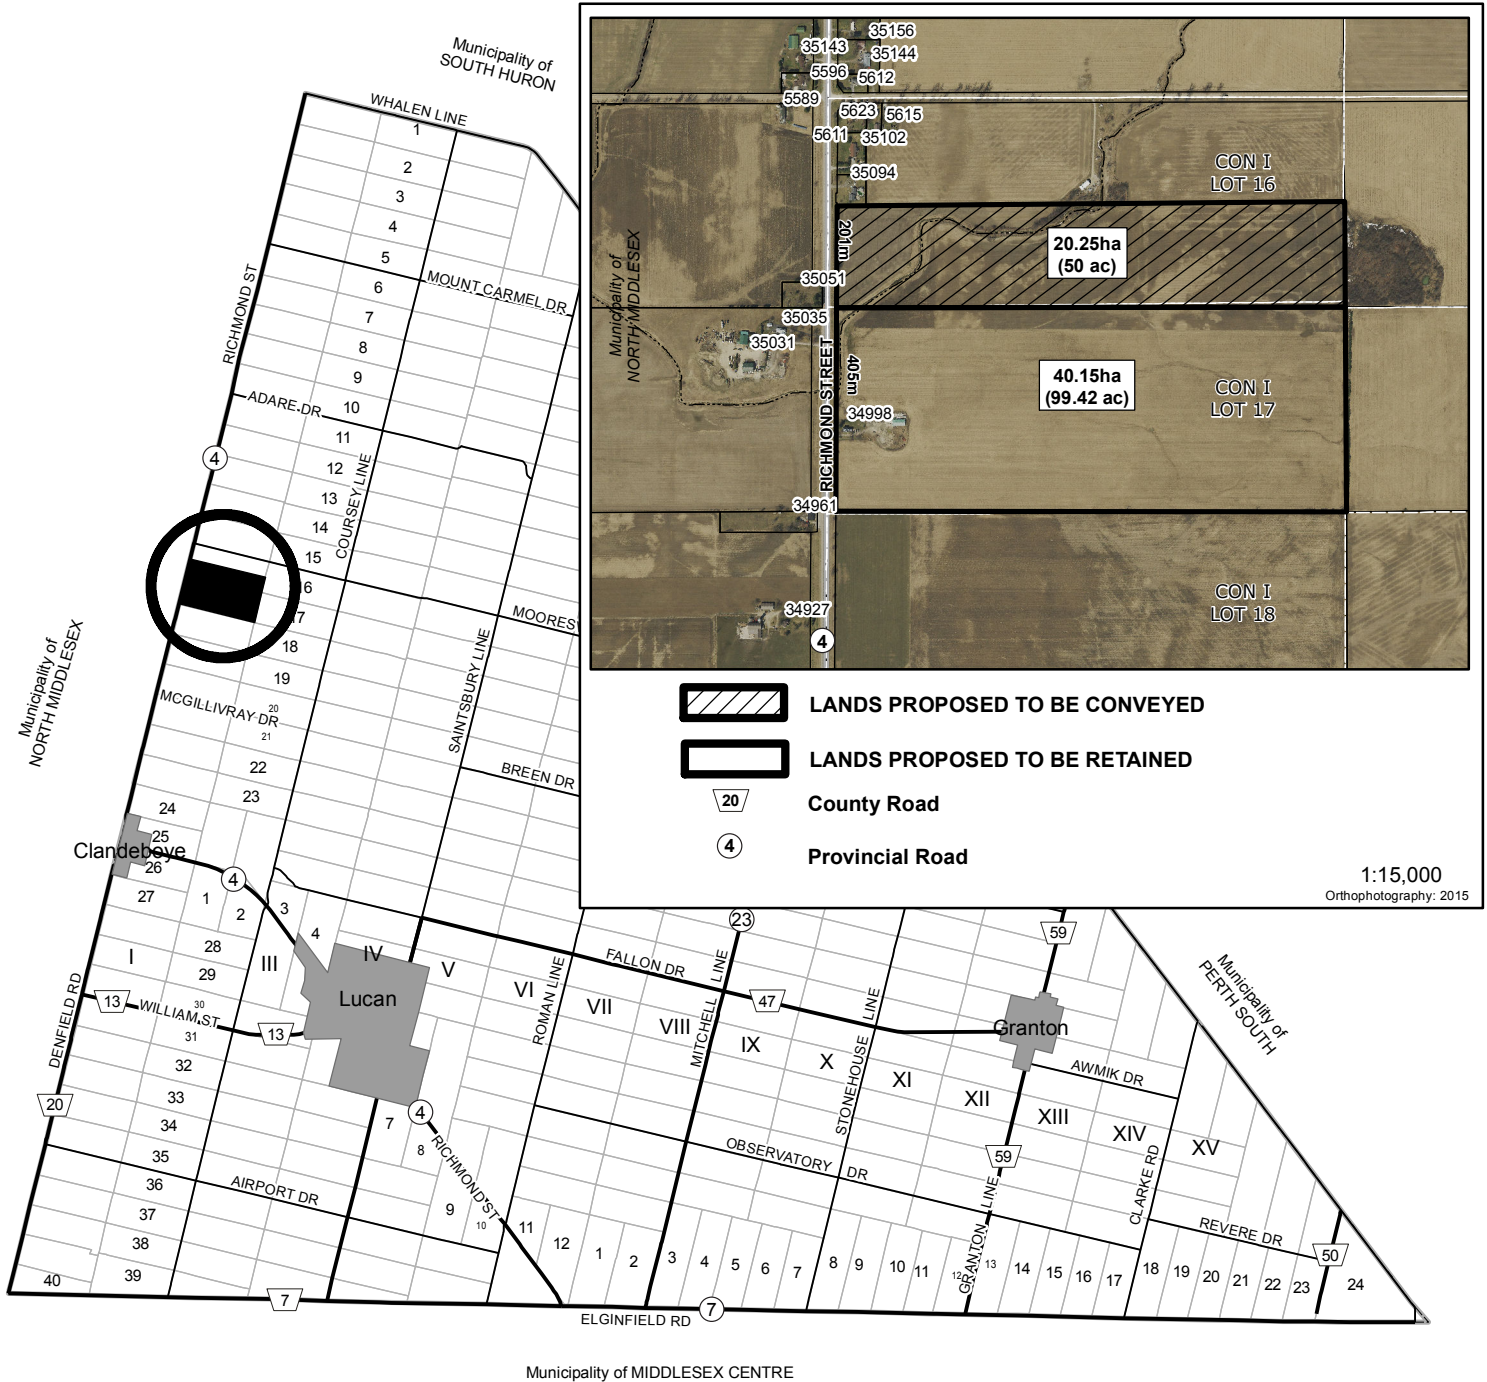 Municipality of
SOUTH HURON
WHALEN LINE
1
2
3
4
5
MOUNT CARMEL DR
6
7
8
9
10
RICHMOND ST
ADARE DR
11
12
13
14
15
4
COURSEY LINE
16
17
18
19
MOORESV
SAINTSBURY LINE
Municipality of
NORTH MIDDLESEX
MCGILLIVRAY DR
20
21
22
23
BREEN DR
24
25
Clandeboye
26
27
4
1
2
3
4
28
29
I
III
IV
V
VI
VII
VIII
IX
X
XI
XII
XIII
XIV
XV
Lucan
DENFIELD RD
13
WILLIAM ST
30
31
13
32
33
34
35
36
37
38
39
40
20
AIRPORT DR
7
8
9
10
11
12
4
RICHMOND ST
ROMAN LINE
FALLON DR
MITCHELL LINE
23
47
STONEHOUSE LINE
59
Granton
AWMIK DR
Municipality of
PERTH SOUTH
OBSERVATORY DR
59
GRANTON LINE
CLARKE RD
REVERE DR
50
1
2
3
4
5
6
7
8
9
10
11
12
13
14
15
16
17
18
19
20
21
22
23
24
7
ELGINFIELD RD
7
Municipality of MIDDLESEX CENTRE
35156
35143
35144
5596
5612
5589
5623
5615
5611
35102
35094
CON I
LOT 16
201m
20.25ha
(50 ac)
35051
35035
35031
Municipality of
NORTH MIDDLESEX
RICHMOND STREET
405m
40.15ha
(99.42 ac)
CON I
LOT 17
34998
34961
34927
4
CON I
LOT 18
LANDS PROPOSED TO BE CONVEYED
LANDS PROPOSED TO BE RETAINED
20
County Road
4
Provincial Road
1:15,000
Orthophotography: 2015